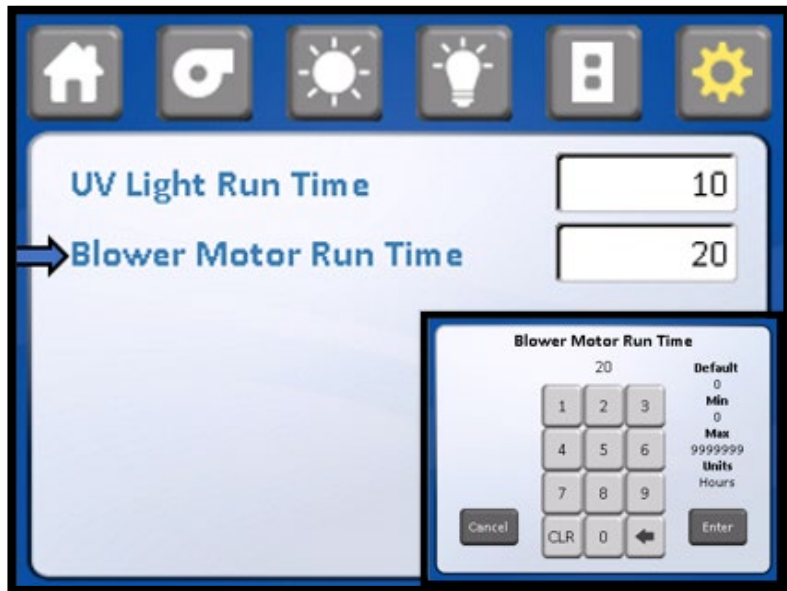 UV Light Run Time 10
Blower Motor Run Time 20
Blower Motor Run Time
20
Default
0
Min
0
Max
9999999
Units
Hours
1 2 3
4 5 6
7 8 9
Cancel CLR 0 Enter